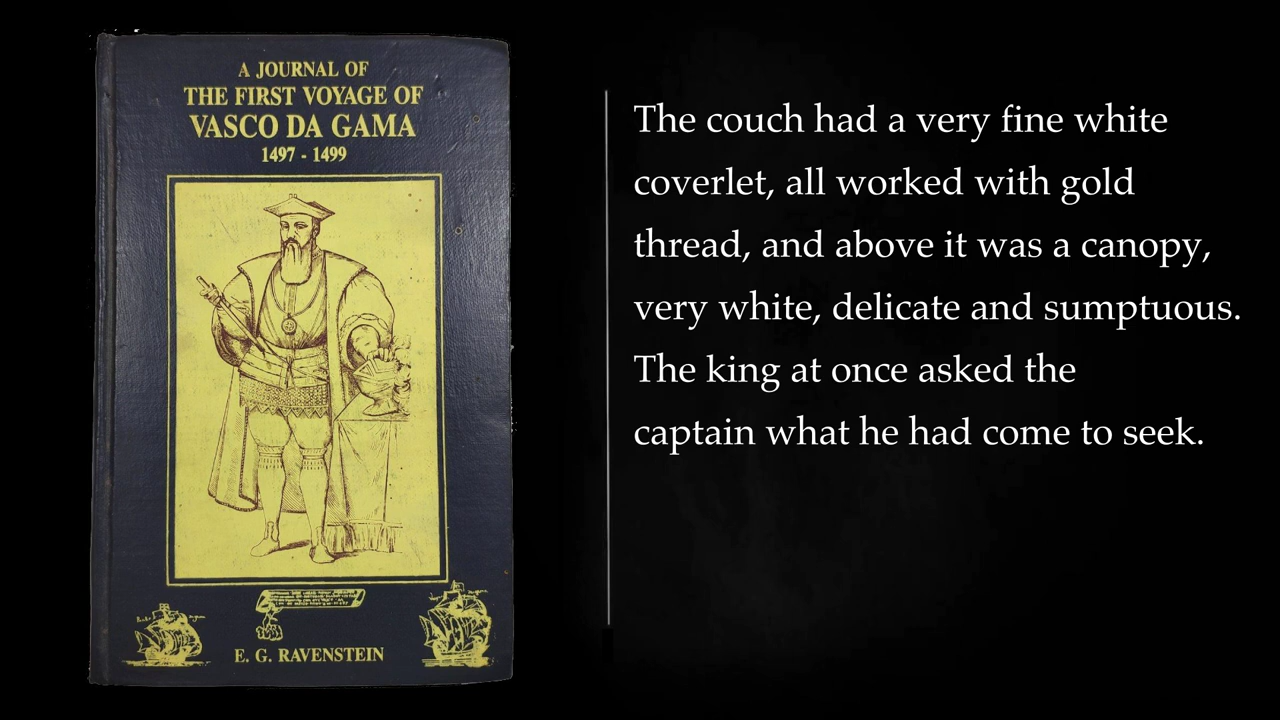 A JOURNAL OF
THE FIRST VOYAGE OF
VASCO DA GAMA
1497 - 1499
E. G. RAVENSTEIN
The couch had a very fine white
coverlet, all worked with gold
thread, and above it was a canopy,
very white, delicate and sumptuous.
The king at once asked the
captain what he had come to seek.